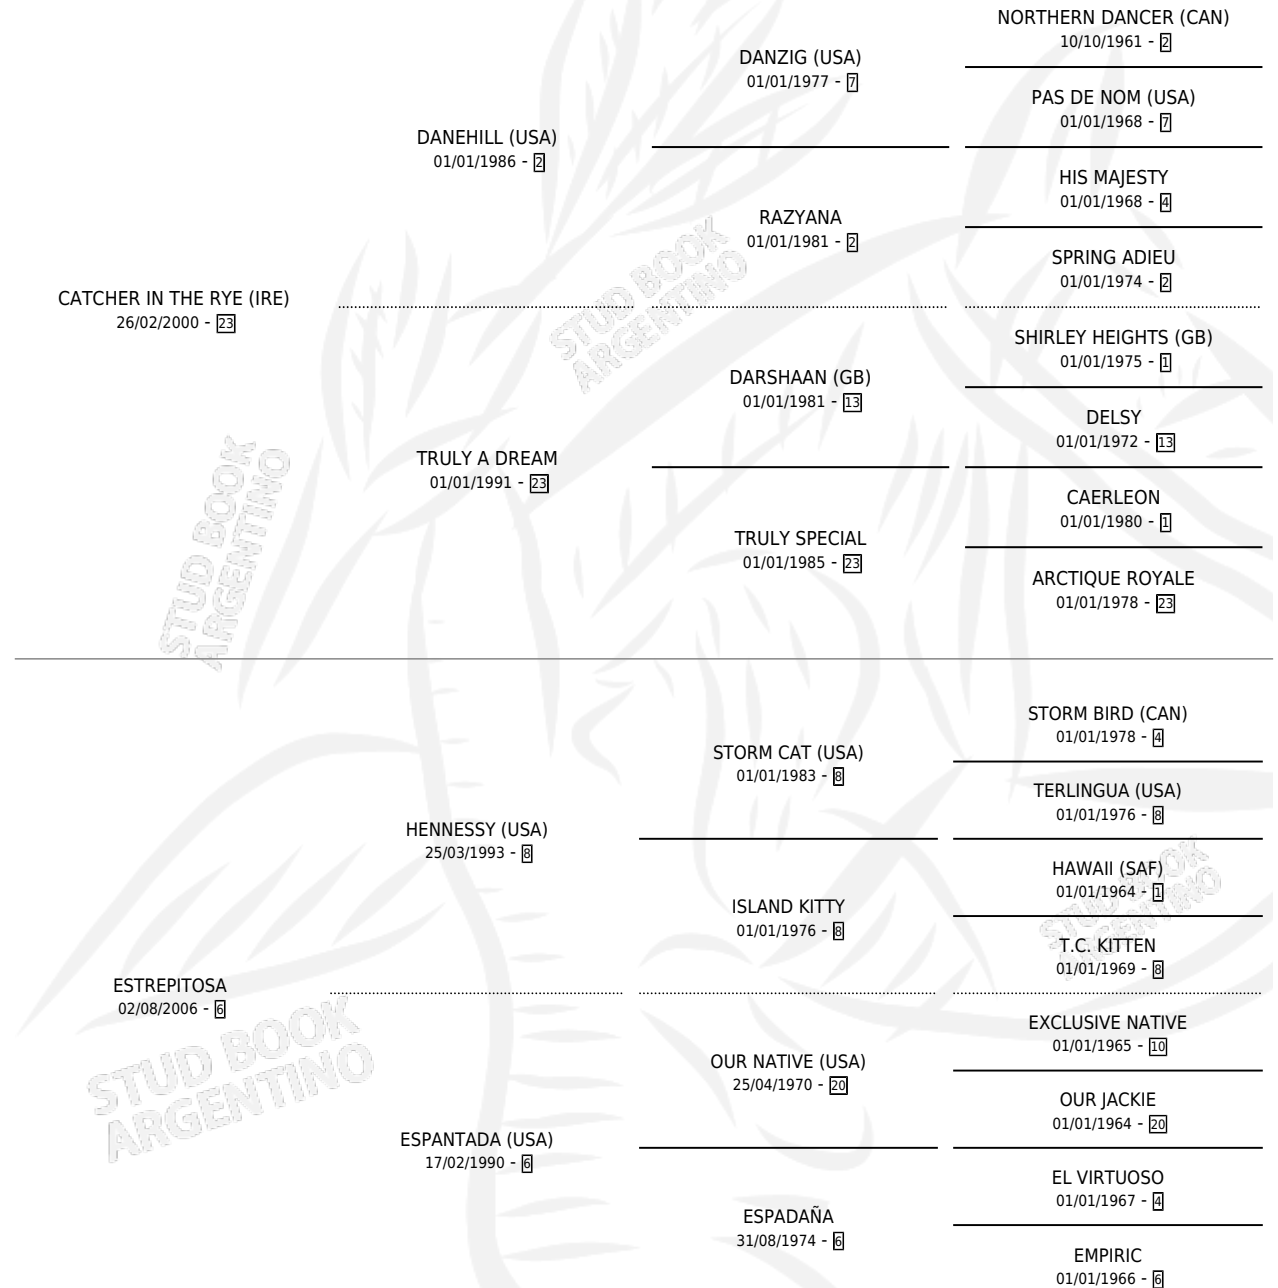 NORTHERN DANCER (CAN)
10/10/1961 - 2
DANZIG (USA)
01/01/1977 - 7
PAS DE NOM (USA)
01/01/1968 - 7
DANEHILL (USA)
01/01/1986 - 2
HIS MAJESTY
01/01/1968 - 4
RAZYANA
01/01/1981 - 2
SPRING ADIEU
01/01/1974 - 2
CATCHER IN THE RYE (IRE)
26/02/2000 - 23
SHIRLEY HEIGHTS (GB)
01/01/1975 - 1
DARSHAAN (GB)
01/01/1981 - 13
DELSY
01/01/1972 - 13
TRULY A DREAM
01/01/1991 - 23
CAERLEON
01/01/1980 - 1
TRULY SPECIAL
01/01/1985 - 23
ARCTIQUE ROYALE
01/01/1978 - 23
STORM BIRD (CAN)
01/01/1978 - 4
STORM CAT (USA)
01/01/1983 - 8
TERLINGUA (USA)
01/01/1976 - 8
HENNESSY (USA)
25/03/1993 - 8
HAWAII (SAF)
01/01/1964 - 1
ISLAND KITTY
01/01/1976 - 8
T.C. KITTEN
01/01/1969 - 8
ESTREPITOSA
02/08/2006 - 6
EXCLUSIVE NATIVE
01/01/1965 - 10
OUR NATIVE (USA)
25/04/1970 - 20
OUR JACKIE
01/01/1964 - 20
ESPANTADA (USA)
17/02/1990 - 6
EL VIRTUOSO
01/01/1967 - 4
ESPADAÑA
31/08/1974 - 6
EMPIRIC
01/01/1966 - 6
STUD BOOK
ARGENTINO
STUD BOOK
ARGENTINO
STUD BOOK
ARGENTINO
STUD BOOK
ARGENTINO